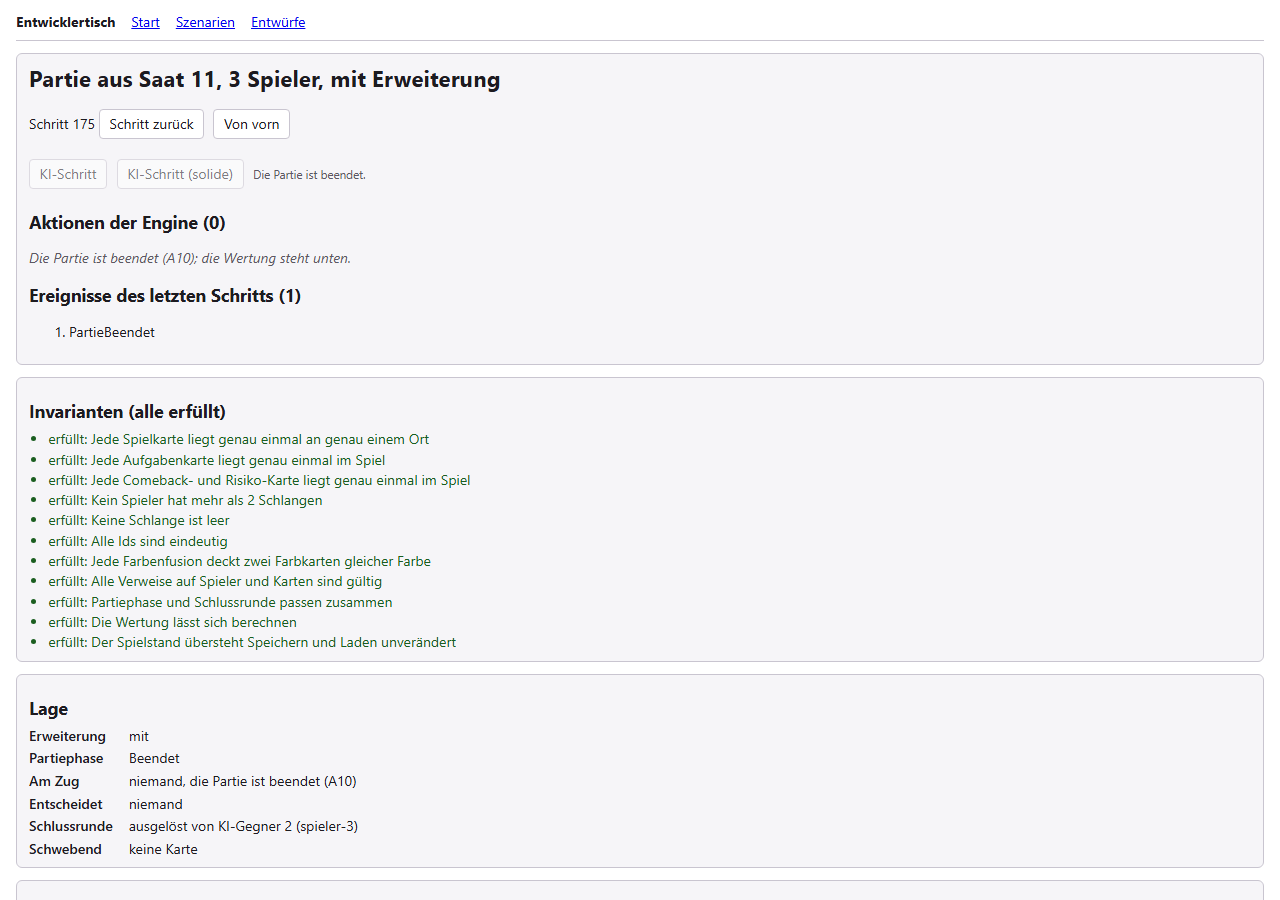 Entwicklertisch Start Szenarien Entwürfe
Partie aus Saat 11, 3 Spieler, mit Erweiterung
Schritt 175 Schritt zurück Von vorn
KI-Schritt KI-Schritt (solide) Die Partie ist beendet.
Aktionen der Engine (0)
Die Partie ist beendet (A10); die Wertung steht unten.
Ereignisse des letzten Schritts (1)
1. PartieBeendet
Invarianten (alle erfüllt)
• erfüllt: Jede Spielkarte liegt genau einmal an genau einem Ort
• erfüllt: Jede Aufgabenkarte liegt genau einmal im Spiel
• erfüllt: Jede Comeback- und Risiko-Karte liegt genau einmal im Spiel
• erfüllt: Kein Spieler hat mehr als 2 Schlangen
• erfüllt: Keine Schlange ist leer
• erfüllt: Alle Ids sind eindeutig
• erfüllt: Jede Farbenfusion deckt zwei Farbkarten gleicher Farbe
• erfüllt: Alle Verweise auf Spieler und Karten sind gültig
• erfüllt: Partiephase und Schlussrunde passen zusammen
• erfüllt: Die Wertung lässt sich berechnen
• erfüllt: Der Spielstand übersteht Speichern und Laden unverändert
Lage
Erweiterung mit
Partiephase Beendet
Am Zug niemand, die Partie ist beendet (A10)
Entscheidet niemand
Schlussrunde ausgelöst von KI-Gegner 2 (spieler-3)
Schwebend keine Karte